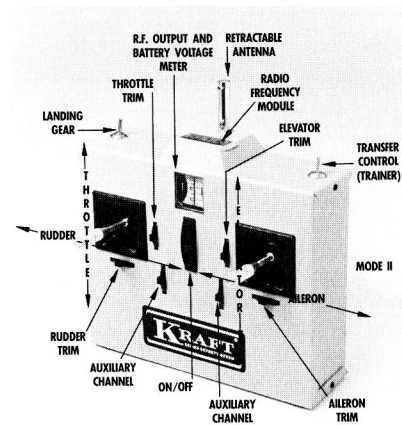 R.F. OUTPUT AND
BATTERY VOLTAGE
METER
RETRACTABLE
ANTENNA
THROTTLE
TRIM
RADIO
FREQUENCY
MODULE
LANDING
GEAR
ELEVATOR
TRIM
TRANSFER
CONTROL
(TRAINER)
THROTTLE
E
TOR
RUDDER
MODE II
AILERON
RUDDER
TRIM
KRAFT
AUXILIARY
CHANNEL
ON/OFF
AUXILIARY
CHANNEL
AILERON
TRIM